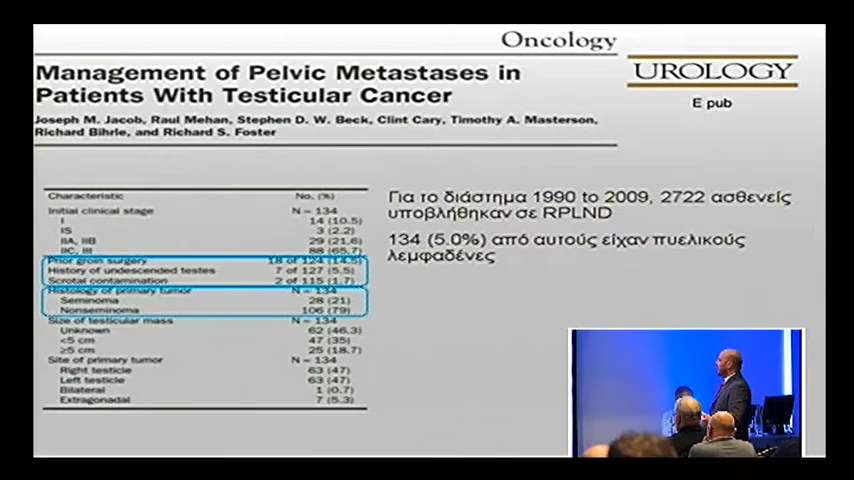 Oncology
Management of Pelvic Metastases in
Patients With Testicular Cancer
Joseph M. Jacob, Raul Mehan, Stephen D. W. Beck, Clint Cary, Timothy A. Masterson,
Richard Bihrle, and Richard S. Foster
UROLOGY
E pub
Characteristic No. (%)
Initial clinical stage N = 134
I 14 (10.5)
IS 3 (2.2)
IIA, IIB 29 (21.6)
IIC, III 88 (65.7)
Prior groin surgery 18 of 124 (14.5)
History of undescended testes 7 of 127 (5.5)
Scrotal contamination 2 of 115 (1.7)
Histology of primary tumor N = 134
Seminoma 28 (21)
Nonseminoma 106 (79)
Size of testicular mass N = 134
Unknown 62 (46.3)
<5 cm 47 (35)
≥5 cm 25 (18.7)
Site of primary tumor N = 134
Right testicle 63 (47)
Left testicle 63 (47)
Bilateral 1 (0.7)
Extragonadal 7 (5.3)
Για το διάστημα 1990 to 2009, 2722 ασθενείς
υποβλήθηκαν σε RPLND
134 (5.0%) από αυτούς είχαν πυελικούς
λεμφαδένες